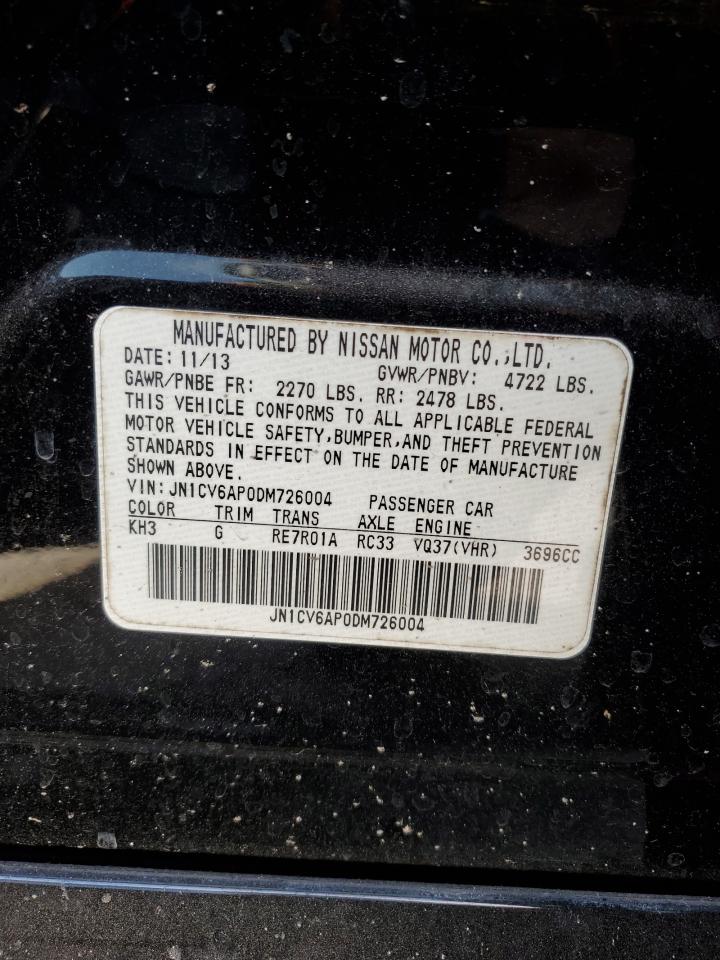 MANUFACTURED BY NISSAN MOTOR CO.,LTD.
DATE: 11/13 GVWR/PNBV: 4722 LBS.
GAWR/PNBE FR: 2270 LBS. RR: 2478 LBS.
THIS VEHICLE CONFORMS TO ALL APPLICABLE FEDERAL
MOTOR VEHICLE SAFETY,BUMPER,AND THEFT PREVENTION
STANDARDS IN EFFECT ON THE DATE OF MANUFACTURE
SHOWN ABOVE.
VIN: JN1CV6AP0DM726004 PASSENGER CAR
COLOR TRIM TRANS AXLE ENGINE
KH3 G RE7R01A RC33 VQ37(VHR) 3696CC
JN1CV6AP0DM726004